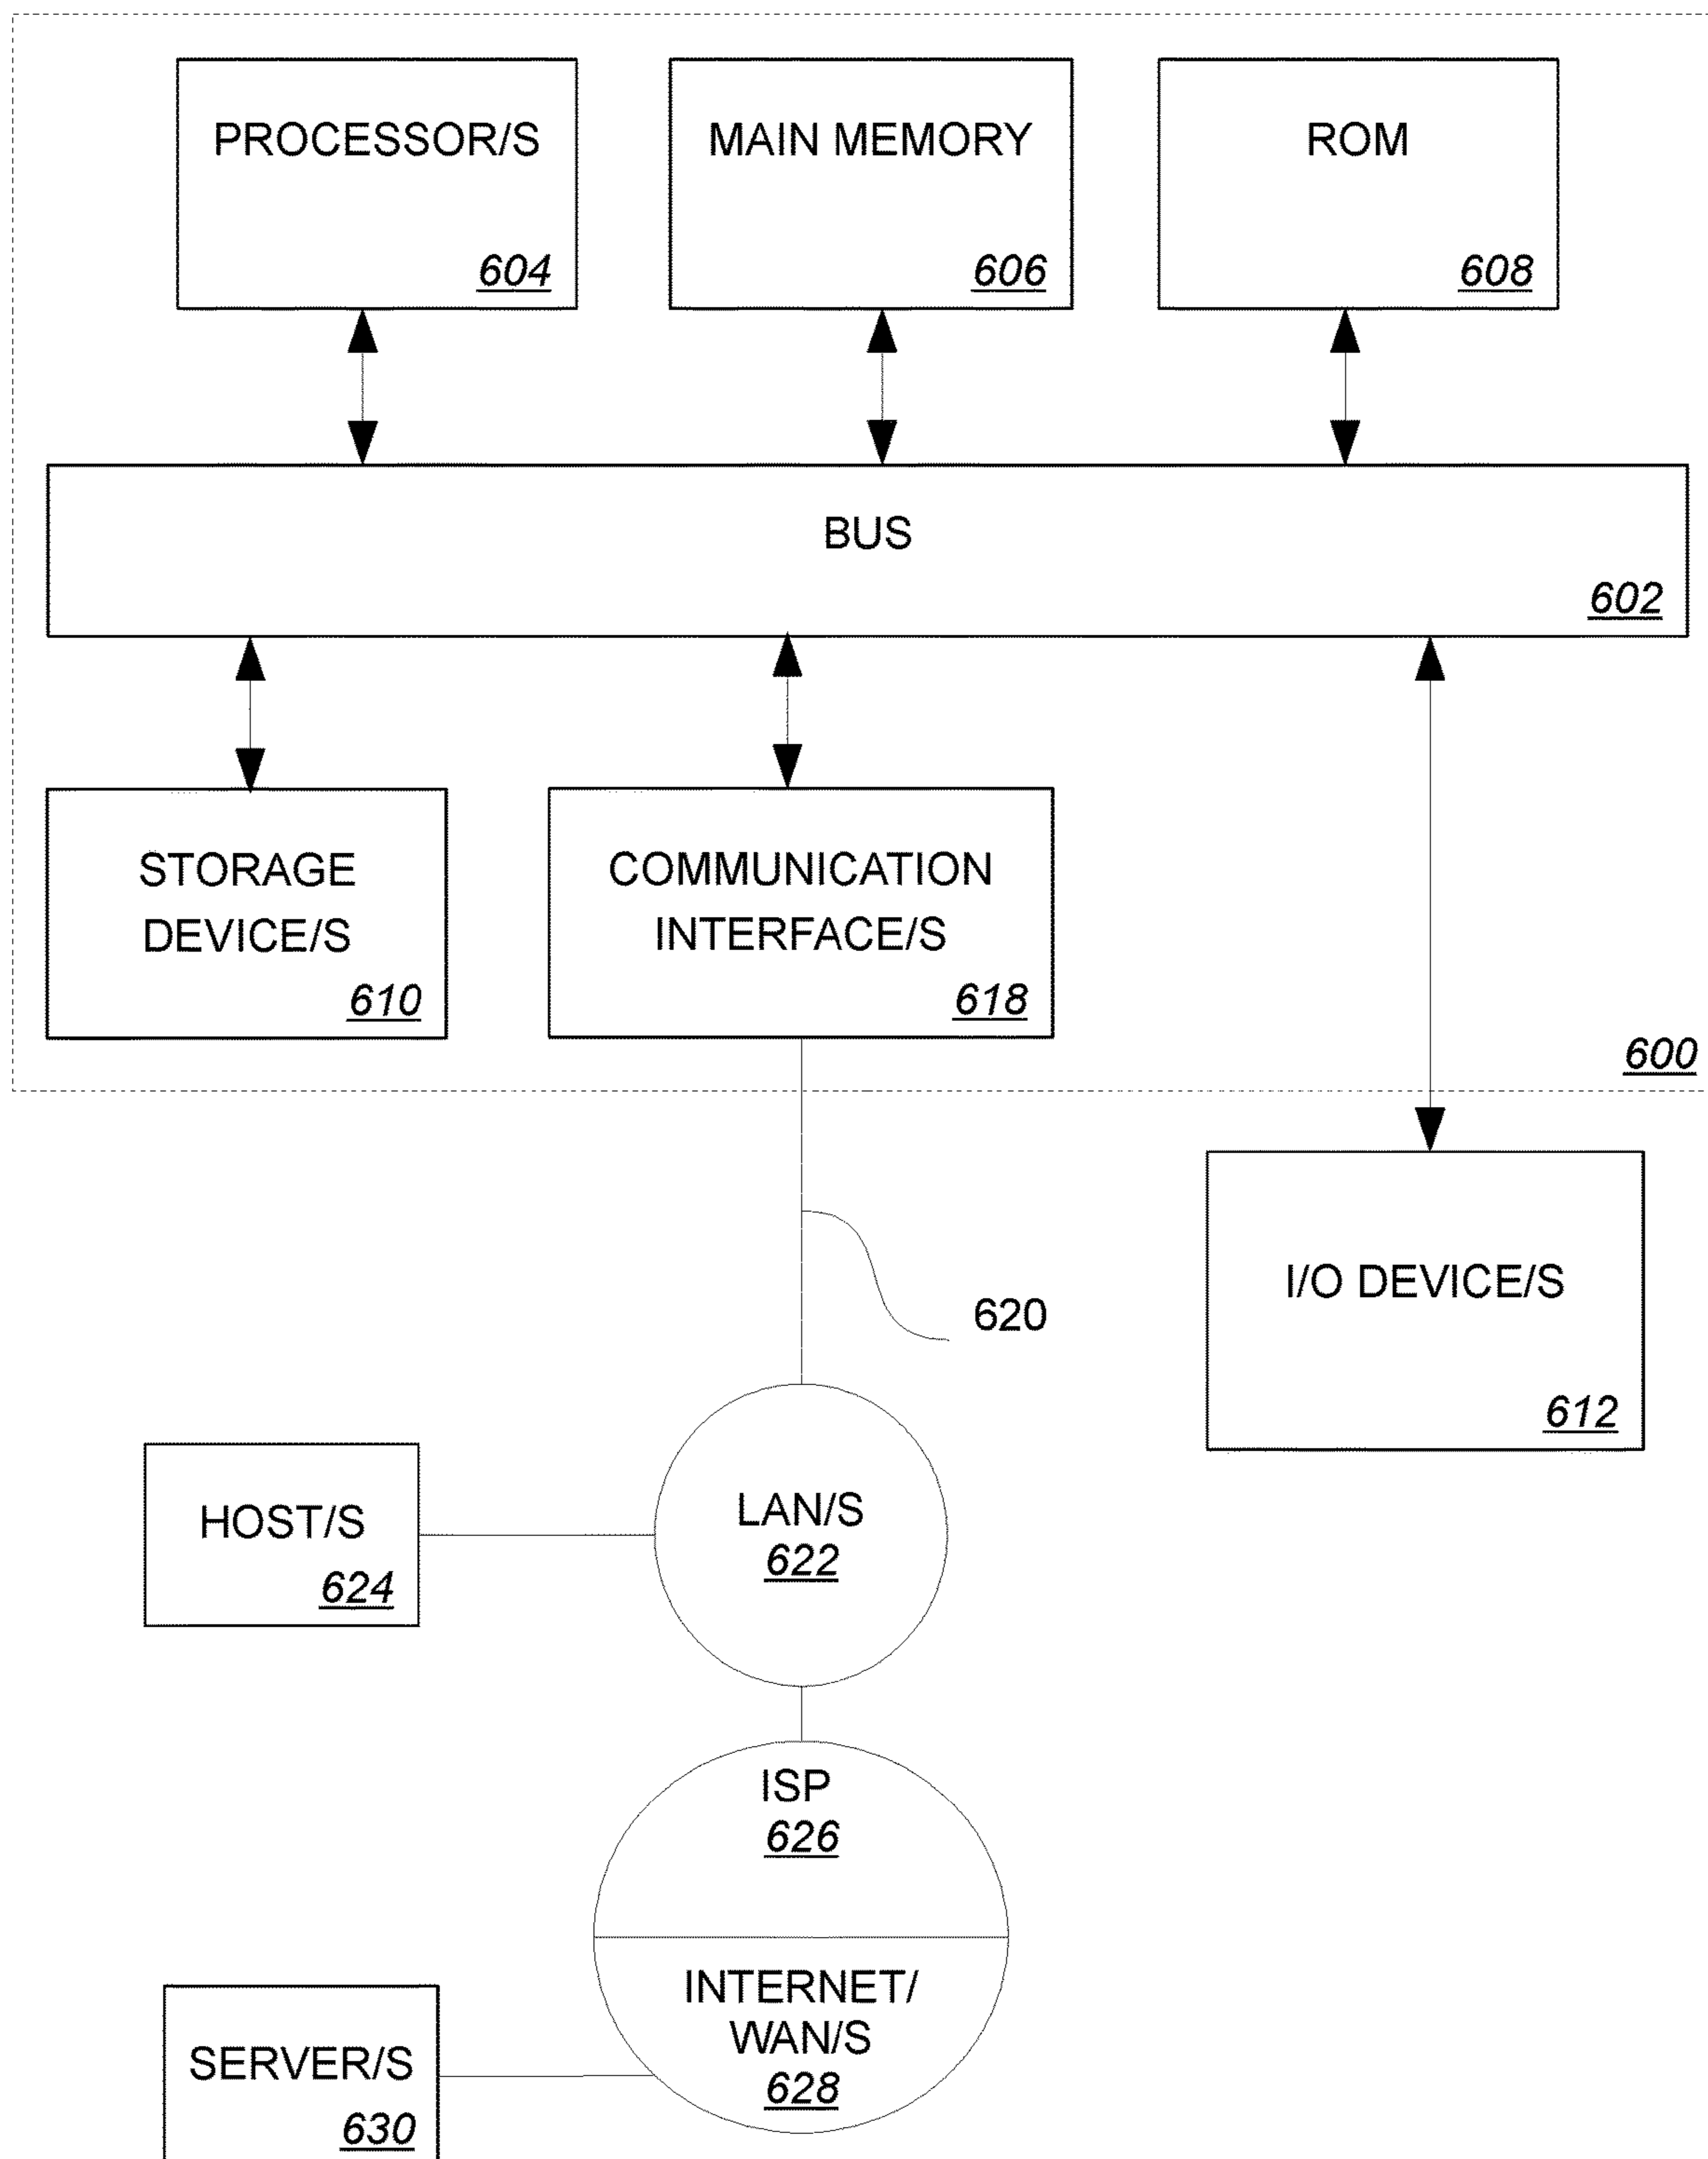 PROCESSOR/S
604
MAIN MEMORY
606
ROM
608
BUS
602
STORAGE
DEVICE/S
610
COMMUNICATION
INTERFACE/S
618
600
620
I/O DEVICE/S
612
HOST/S
624
LAN/S
622
ISP
626
INTERNET/
WAN/S
628
SERVER/S
630